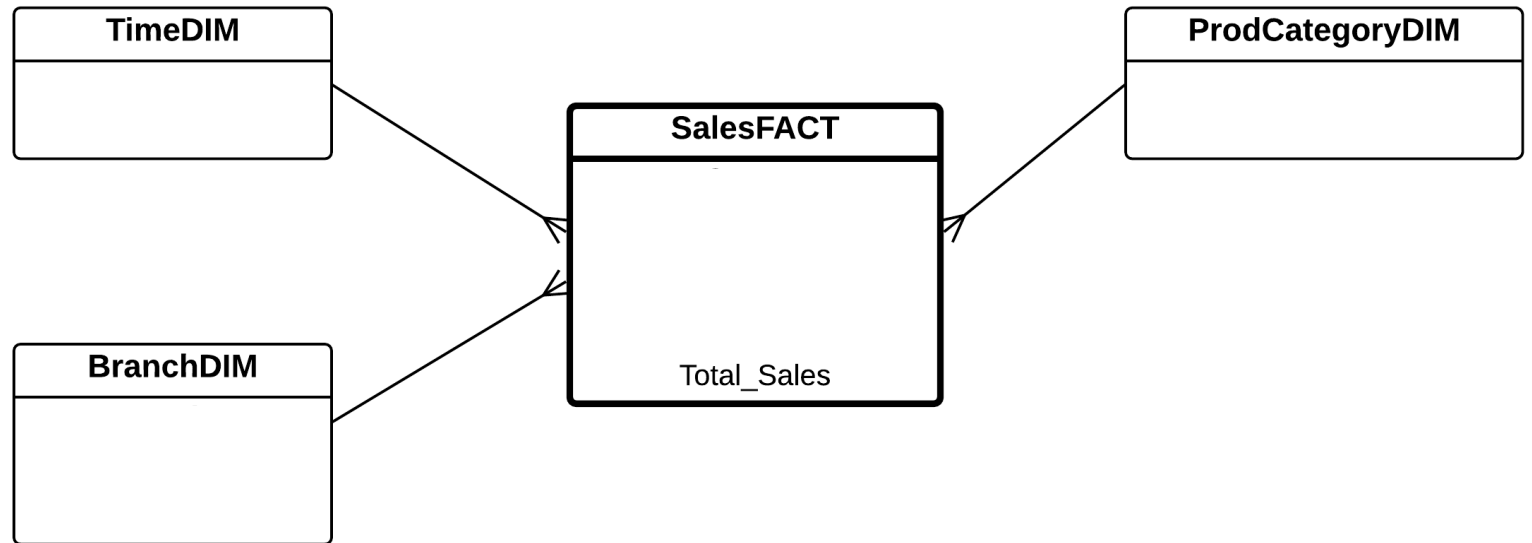 TimeDIM
ProdCategoryDIM
SalesFACT
Total_Sales
BranchDIM